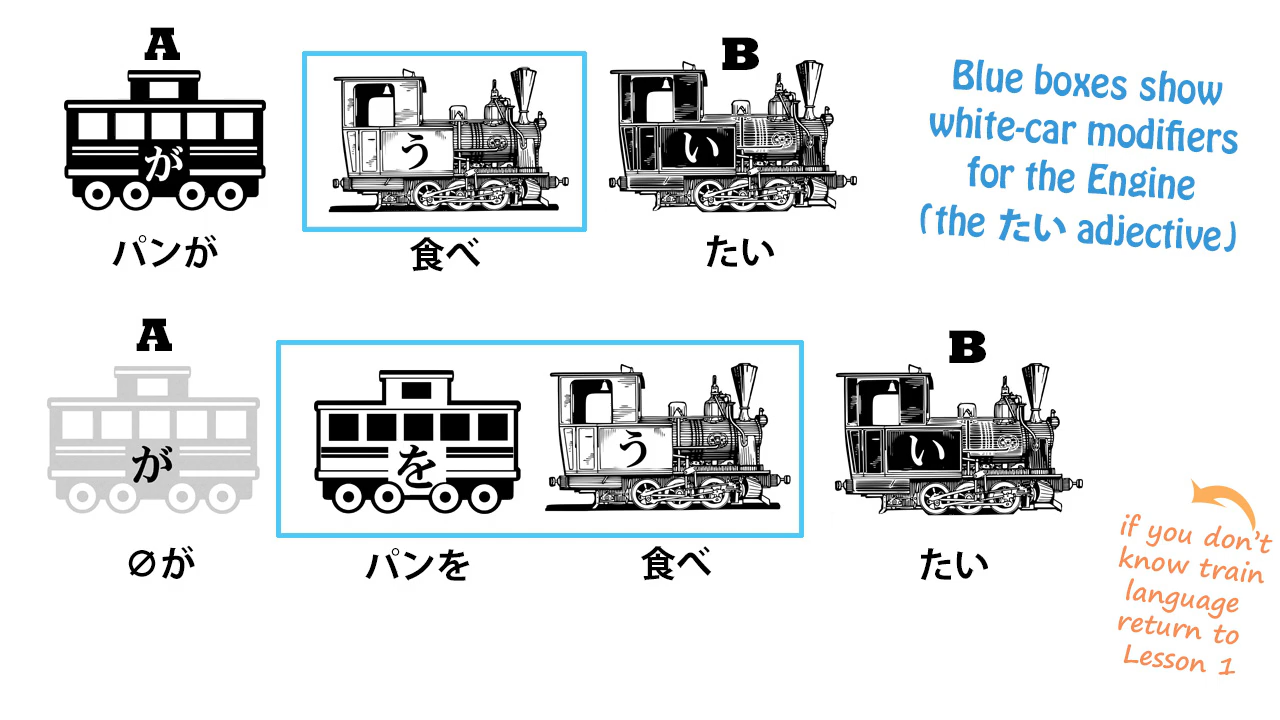 A
B
が
う
い
パンが
食べ
たい
Blue boxes show
white-car modifiers
for the Engine
(the たい adjective)
A
B
が
を
う
い
∅が
パンを
食べ
たい
if you don't
know train
language
return to
Lesson 1